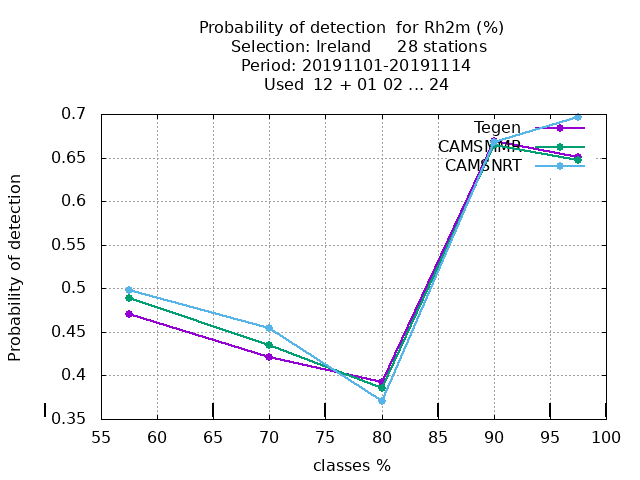 Probability of detection  for Rh2m (%)
Selection: Ireland     28 stations
Period: 20191101-20191114
Used  12 + 01 02 ... 24
0.7
0.65
0.6
0.55
0.5
0.45
0.4
0.35
Probability of detection
Tegen
CAMSMMR
CAMSNRT
55 60 65 70 75 80 85 90 95 100
classes %